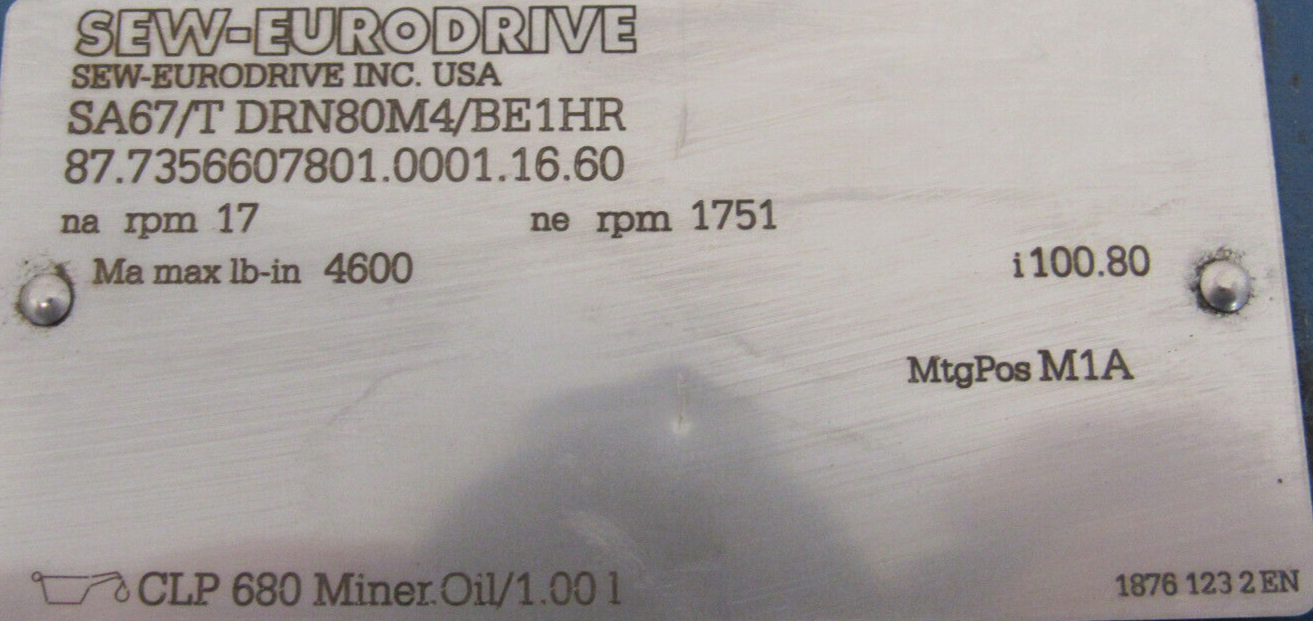 SEW-EURODRIVE
SEW-EURODRIVE INC. USA
SA67/T DRN80M4/BE1HR
87.7356607801.0001.16.60
na rpm 17 ne rpm 1751
Ma max lb-in 4600 i 100.80
MtgPos M1A
CLP 680 Miner.Oil/1.00 l 1876 123 2 EN